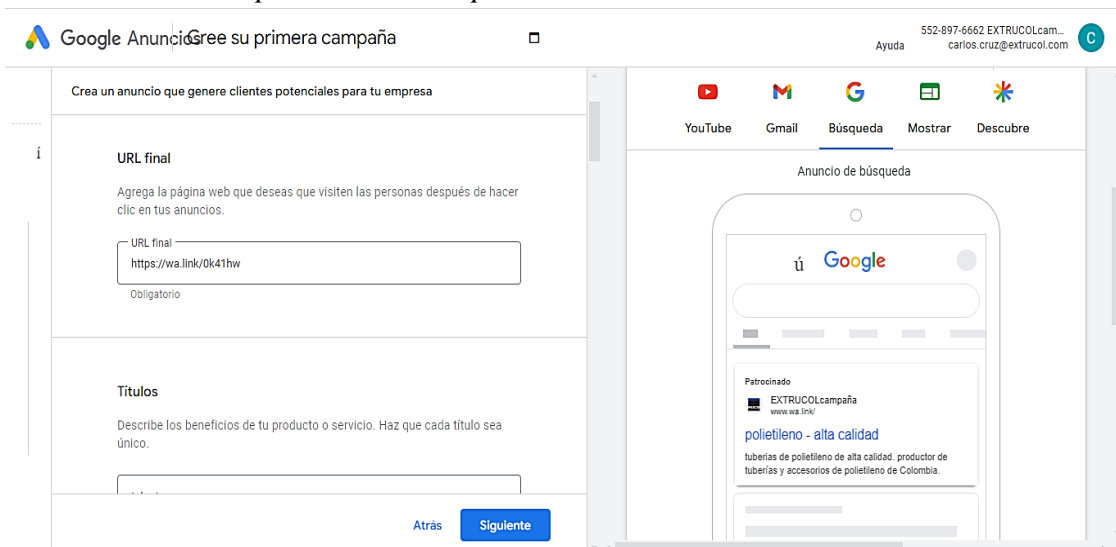 Google Anuncios
Cree su primera campaña
Ayuda
552-897-6662 EXTRUCOLcam...
carlos.cruz@extrucol.com
C
Crea un anuncio que genere clientes potenciales para tu empresa
í
URL final
Agrega la página web que deseas que visiten las personas después de hacer
clic en tus anuncios.
URL final
https://wa.link/0k41hw
Obligatorio
Títulos
Describe los beneficios de tu producto o servicio. Haz que cada título sea
único.
Atrás
Siguiente
YouTube
Gmail
Búsqueda
Mostrar
Descubre
Anuncio de búsqueda
ú
Google
Patrocinado
EXTRUCOLcampaña
www.wa.link/
polietileno - alta calidad
tuberias de polietileno de alta calidad. productor de
tuberías y accesorios de polietileno de Colombia.